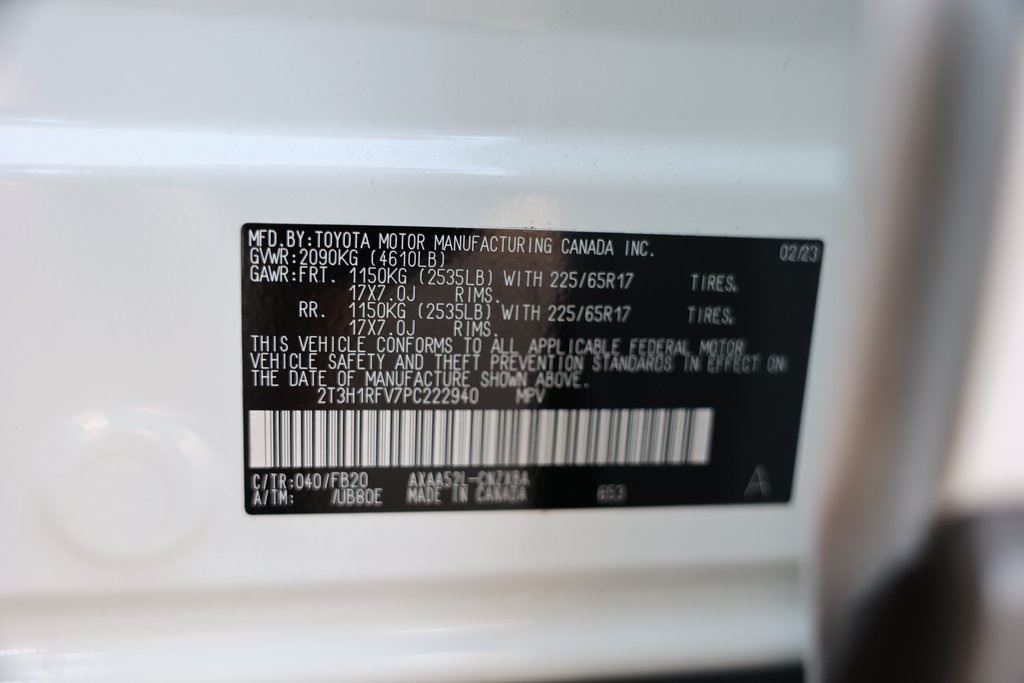 MFD.BY:TOYOTA MOTOR MANUFACTURING CANADA INC. 02/23
GVWR:2090KG (4610LB)
GAWR:FRT. 1150KG (2535LB) WITH 225/65R17 TIRES.
17X7.0J RIMS.
RR. 1150KG (2535LB) WITH 225/65R17 TIRES.
17X7.0J RIMS.
THIS VEHICLE CONFORMS TO ALL APPLICABLE FEDERAL MOTOR
VEHICLE SAFETY AND THEFT PREVENTION STANDARDS IN EFFECT ON
THE DATE OF MANUFACTURE SHOWN ABOVE.
2T3H1RFV7PC222940 MPV
C/TR:040/FB20
A/TM: /UB80E MADE IN CANADA A